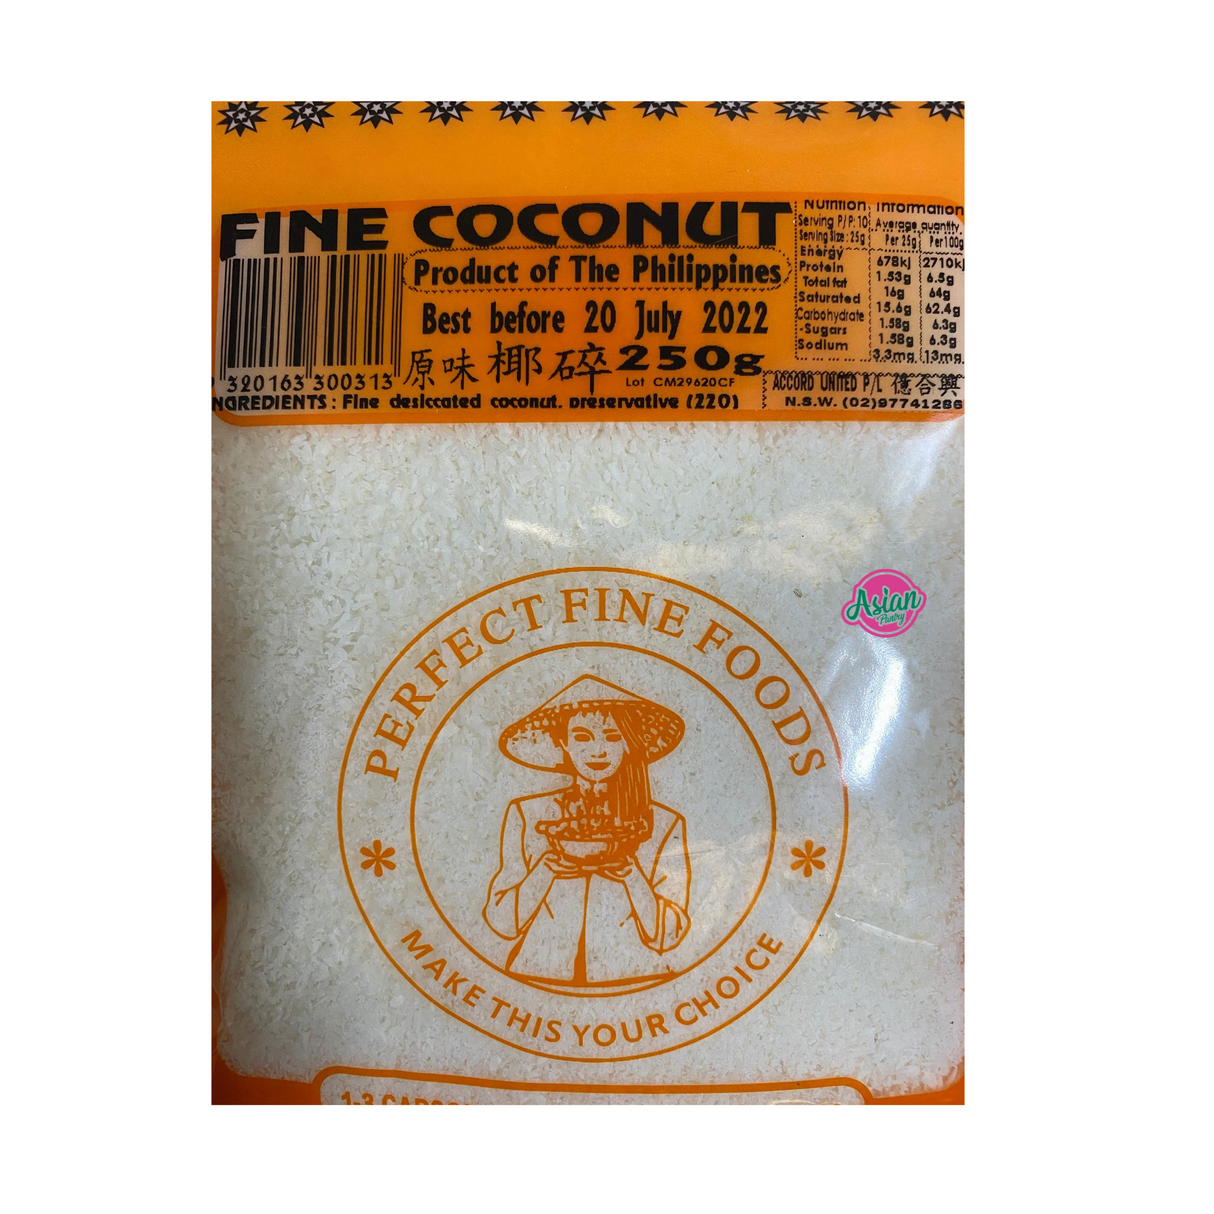 FINE COCONUT
Product of The Philippines
Best before 20 July 2022
原味椰碎 250g
Lot CM29620CF
320163 300313
NGREDIENTS : Fine desiccated coconut, preservative (220)
Nutrition Information
Serving P/P: 10
Serving Size : 25g
Average quantity
Per 25g Per100g
Energy 678kj 2710kj
Protein 1.53g 6.5g
Total fat 16g 64g
Saturated 15.6g 62.4g
Carbohydrate 1.58g 6.3g
-Sugars 1.58g 6.3g
Sodium 3.3mg 13mg
ACCORD UNITED P/L 億合興
N.S.W. (02)97741286
Asian
Pantry
PERFECT FINE FOODS
MAKE THIS YOUR CHOICE